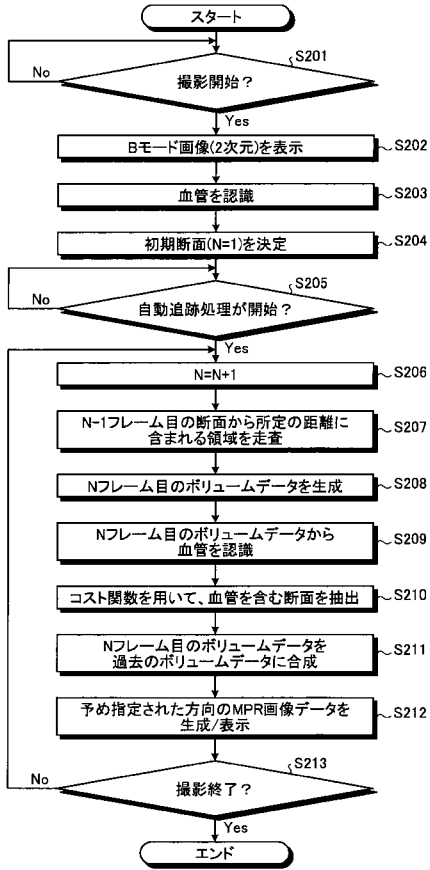 スタート
S201
撮影開始?
No
Yes
Bモード画像(2次元)を表示
S202
血管を認識
S203
初期断面(N=1)を決定
S204
S205
自動追跡処理が開始?
No
Yes
N=N+1
S206
N-1フレーム目の断面から所定の距離に
含まれる領域を走査
S207
Nフレーム目のボリュームデータを生成
S208
Nフレーム目のボリュームデータから
血管を認識
S209
コスト関数を用いて、血管を含む断面を抽出
S210
Nフレーム目のボリュームデータを
過去のボリュームデータに合成
S211
予め指定された方向のMPR画像データを
生成/表示
S212
S213
撮影終了?
No
Yes
エンド